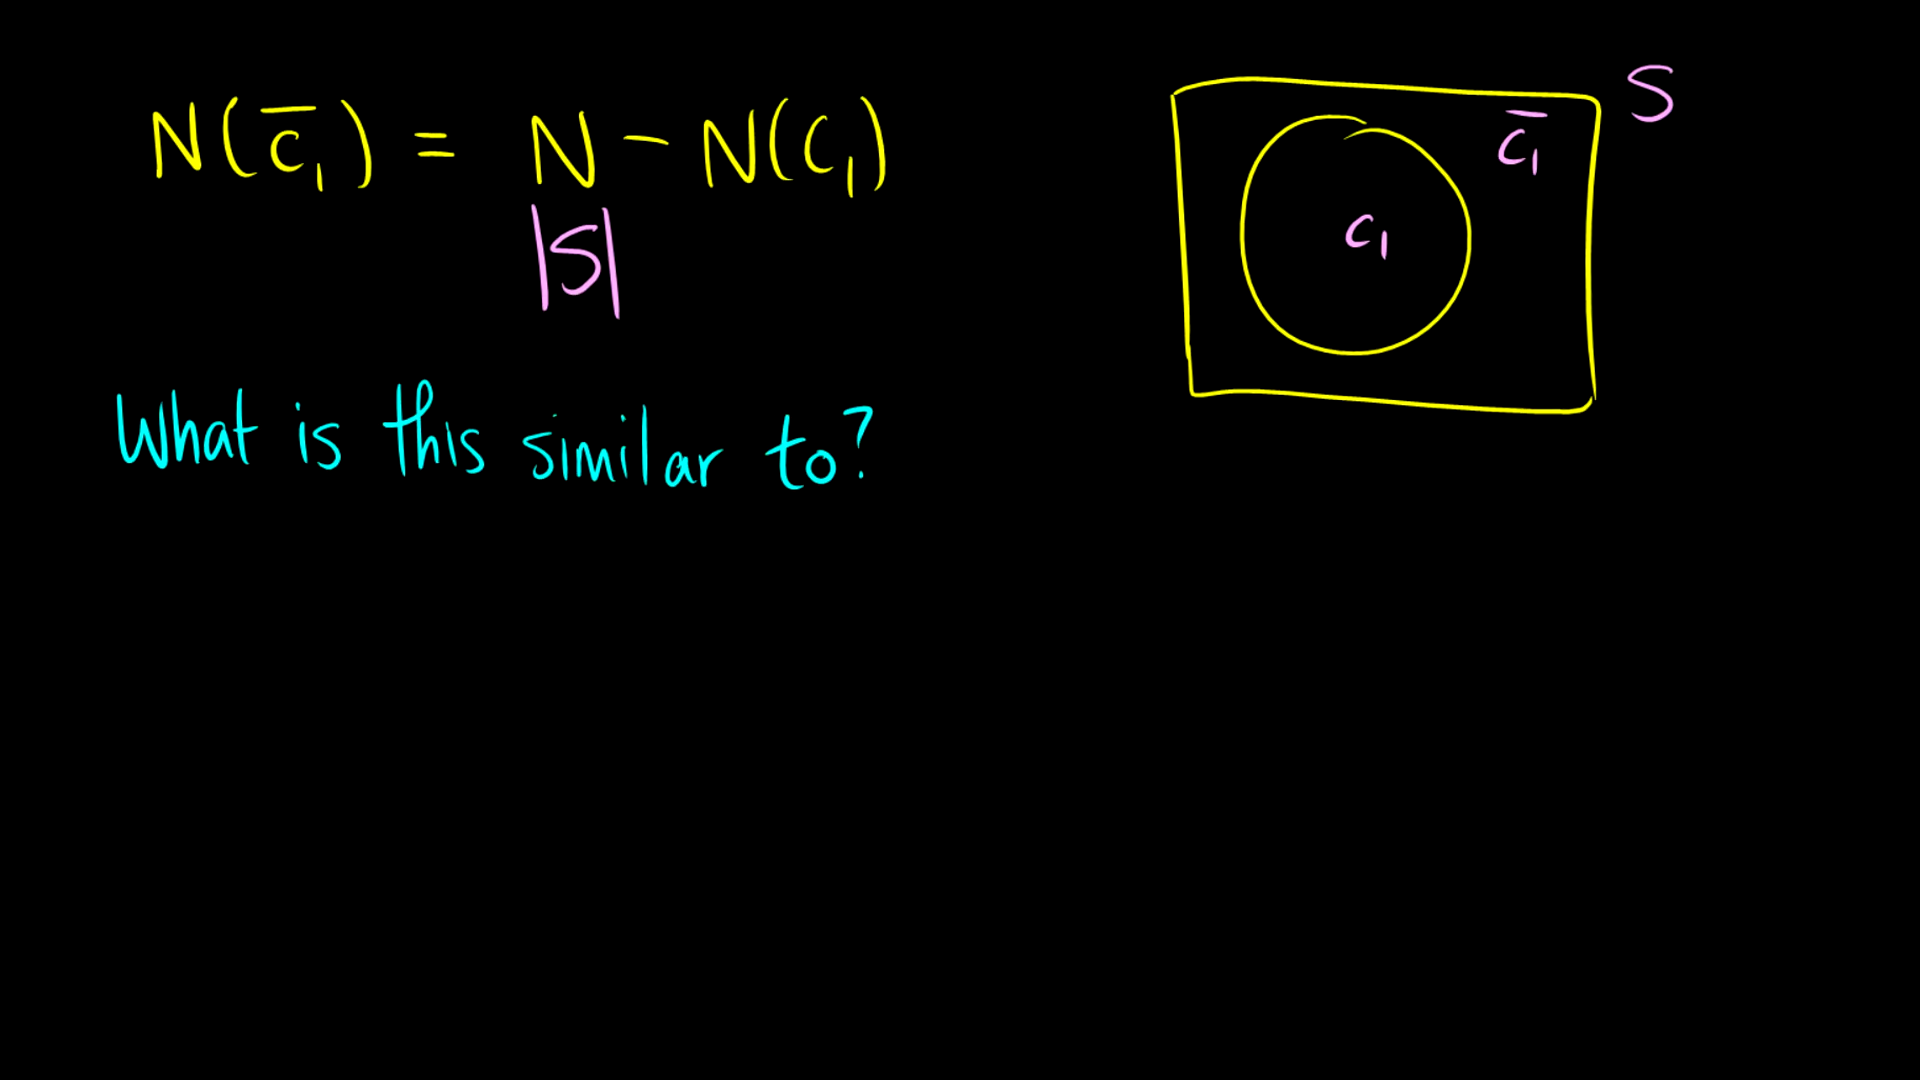 N(c̅₁) = N - N(c₁)
|S|
What is this similar to?
S
c̅₁
c₁